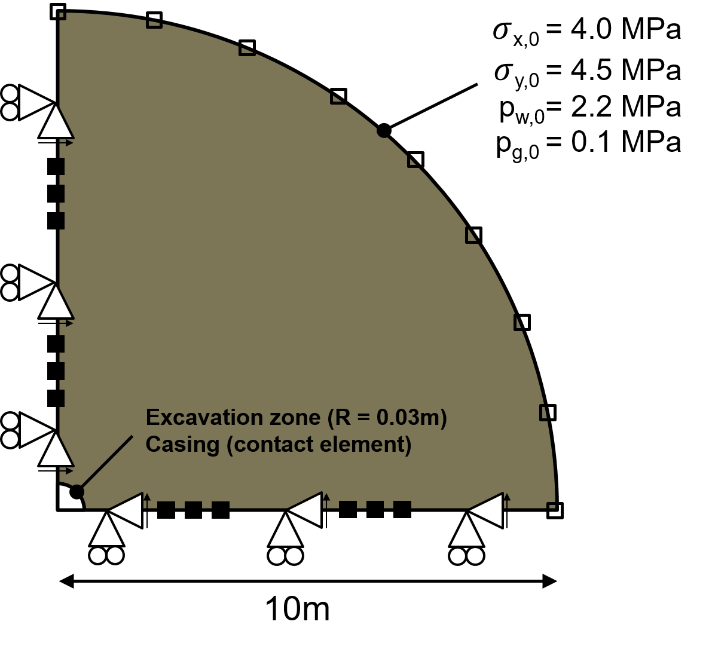 σx,0 = 4.0 MPa
σy,0 = 4.5 MPa
pw,0= 2.2 MPa
pg,0 = 0.1 MPa
Excavation zone (R = 0.03m)
Casing (contact element)
10m